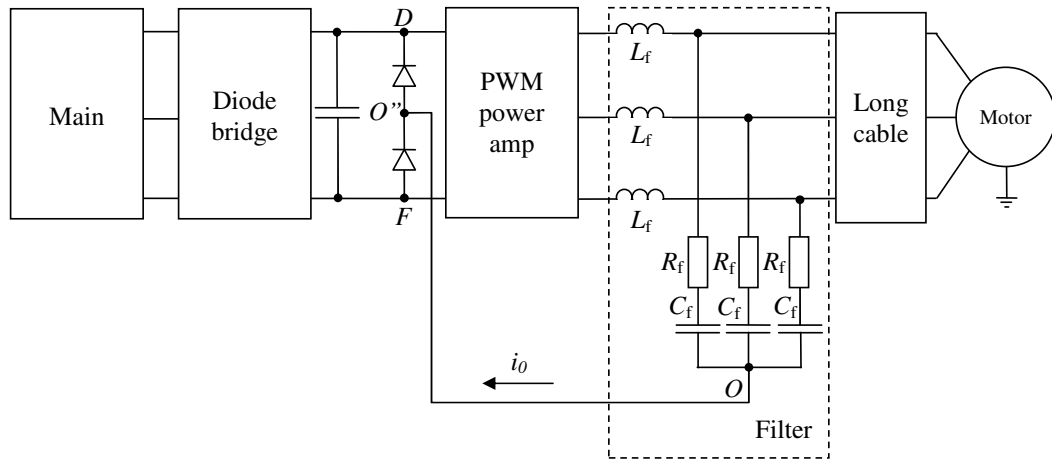 D
Main
Diode
bridge
O”
F
PWM
power
amp
L_f
L_f
L_f
Long
cable
Motor
R_f
R_f
R_f
C_f
C_f
C_f
i_0
O
Filter